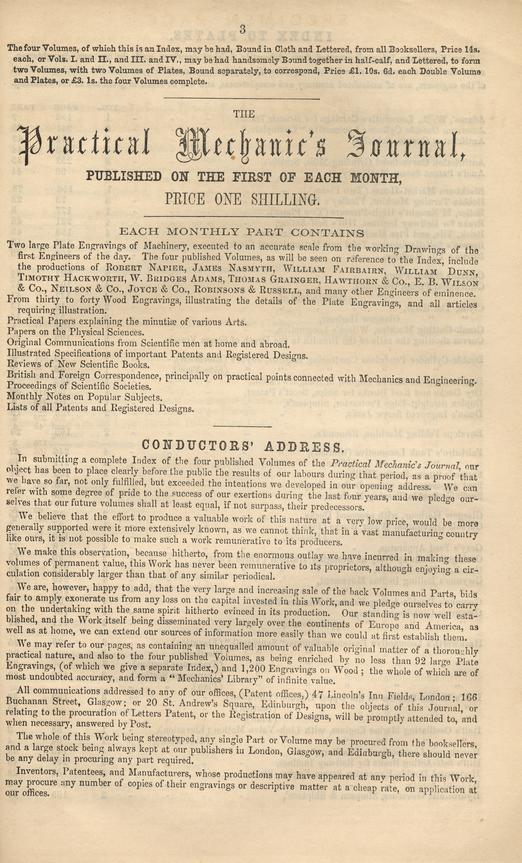 3
The four Volumes, of which this is an Index, may be had, Bound in Cloth and Lettered, from all Booksellers, Price 14s.
each, or Vols. I. and II., and III. and IV., may be had handsomely Bound together in half-calf, and Lettered, to form
two Volumes, with two Volumes of Plates, Bound separately, to correspond, Price £1. 10s. 6d. each Double Volume
and Plates, or £3. 1s. the four Volumes complete.
THE
Practical Mechanic's Journal,
PUBLISHED ON THE FIRST OF EACH MONTH,
PRICE ONE SHILLING.
EACH MONTHLY PART CONTAINS
Two large Plate Engravings of Machinery, executed to an accurate scale from the working Drawings of the
first Engineers of the day. The four published Volumes, as will be seen on reference to the Index, include
the productions of ROBERT NAPIER, JAMES NASMYTH, WILLIAM FAIRBAIRN, WILLIAM DUNN,
TIMOTHY HACKWORTH, W. BRIDGES ADAMS, THOMAS GRAINGER, HAWTHORN & Co., E. B. WILSON
& Co., NEILSON & Co., JOYCE & Co., ROBINSONS & RUSSELL, and many other Engineers of eminence.
From thirty to forty Wood Engravings, illustrating the details of the Plate Engravings, and all articles
requiring illustration.
Practical Papers explaining the minutiæ of various Arts.
Papers on the Physical Sciences.
Original Communications from Scientific men at home and abroad.
Illustrated Specifications of important Patents and Registered Designs.
Reviews of New Scientific Books.
British and Foreign Correspondence, principally on practical points connected with Mechanics and Engineering.
Proceedings of Scientific Societies.
Monthly Notes on Popular Subjects.
Lists of all Patents and Registered Designs.
CONDUCTORS' ADDRESS.
In submitting a complete Index of the four published Volumes of the Practical Mechanic's Journal, our
object has been to place clearly before the public the results of our labours during that period, as a proof that
we have so far, not only fulfilled, but exceeded the intentions we developed in our opening address. We can
refer with some degree of pride to the success of our exertions during the last four years, and we pledge our-
selves that our future volumes shall at least equal, if not surpass, their predecessors.
We believe that the effort to produce a valuable work of this nature at a very low price, would be more
generally supported were it more extensively known, as we cannot think, that in a vast manufacturing country
like ours, it is not possible to make such a work remunerative to its producers.
We make this observation, because hitherto, from the enormous outlay we have incurred in making these
volumes of permanent value, this Work has never been remunerative to its proprietors, although enjoying a cir-
culation considerably larger than that of any similar periodical.
We are, however, happy to add, that the very large and increasing sale of the back Volumes and Parts, bids
fair to amply exonerate us from any loss on the capital invested in this Work, and we pledge ourselves to carry
on the undertaking with the same spirit hitherto evinced in its production. Our standing is now well esta-
blished, and the Work itself being disseminated very largely over the continents of Europe and America, as
well as at home, we can extend our sources of information more easily than we could at first establish them.
We may refer to our pages, as containing an unequalled amount of valuable original matter of a thoroughly
practical nature, and also to the four published Volumes, as being enriched by no less than 92 large Plate
Engravings, (of which we give a separate Index,) and 1,200 Engravings on Wood; the whole of which are of
most undoubted accuracy, and form a "Mechanics' Library" of infinite value.
All communications addressed to any of our offices, (Patent offices,) 47 Lincoln's Inn Fields, London; 166
Buchanan Street, Glasgow; or 20 St. Andrew's Square, Edinburgh, upon the objects of this Journal, or
relating to the procuration of Letters Patent, or the Registration of Designs, will be promptly attended to, and
when necessary, answered by Post.
The whole of this Work being stereotyped, any single Part or Volume may be procured from the booksellers,
and a large stock being always kept at our publishers in London, Glasgow, and Edinburgh, there should never
be any delay in procuring any part required.
Inventors, Patentees, and Manufacturers, whose productions may have appeared at any period in this Work,
may procure any number of copies of their engravings or descriptive matter at a cheap rate, on application at
our offices.